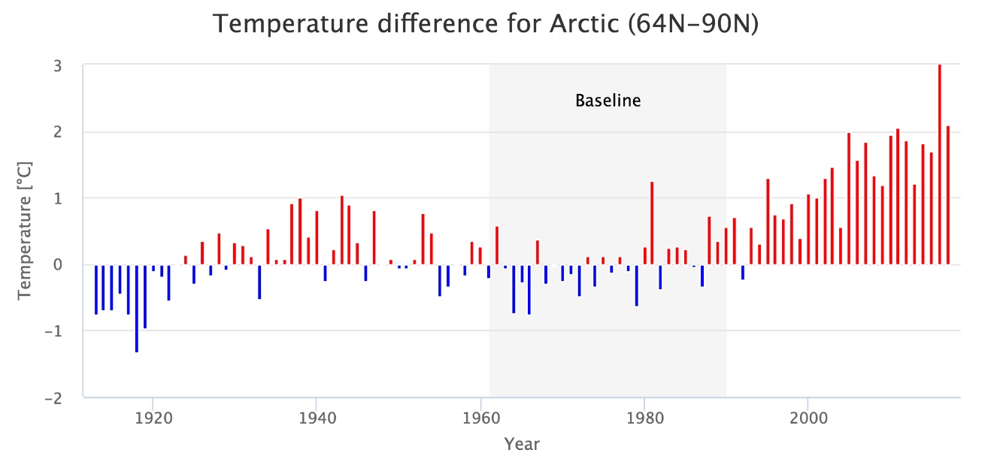 Temperature difference for Arctic (64N–90N)
3
Baseline
2
1
0
−1
−2
Temperature [°C]
1920 1940 1960 1980 2000
Year